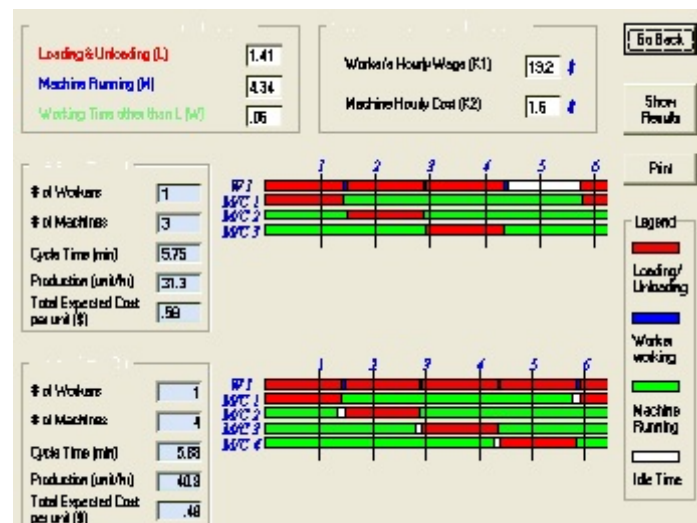 Loading & Unloading (L) 1.41
Machine Running (M) 4.34
Working Time other than L (W) .06
Worker's Hourly Wage (K1) 13.2 $
Machine Hourly Cost (K2) 1.6 $
Go Back
Show
Results
Print
# of Workers 1
# of Machines 3
Cycle Time (min) 5.75
Production (unit/hr) 31.3
Total Expected Cost
per unit ($) .58
1 2 3 4 5 6
W 1
M/C 1
M/C 2
M/C 3
Legend
Loading/
Unloading
Worker
working
Machine
Running
Idle Time
# of Workers 1
# of Machines 4
Cycle Time (min) 5.88
Production (unit/hr) 40.8
Total Expected Cost
per unit ($) .48
1 2 3 4 5 6
W 1
M/C 1
M/C 2
M/C 3
M/C 4